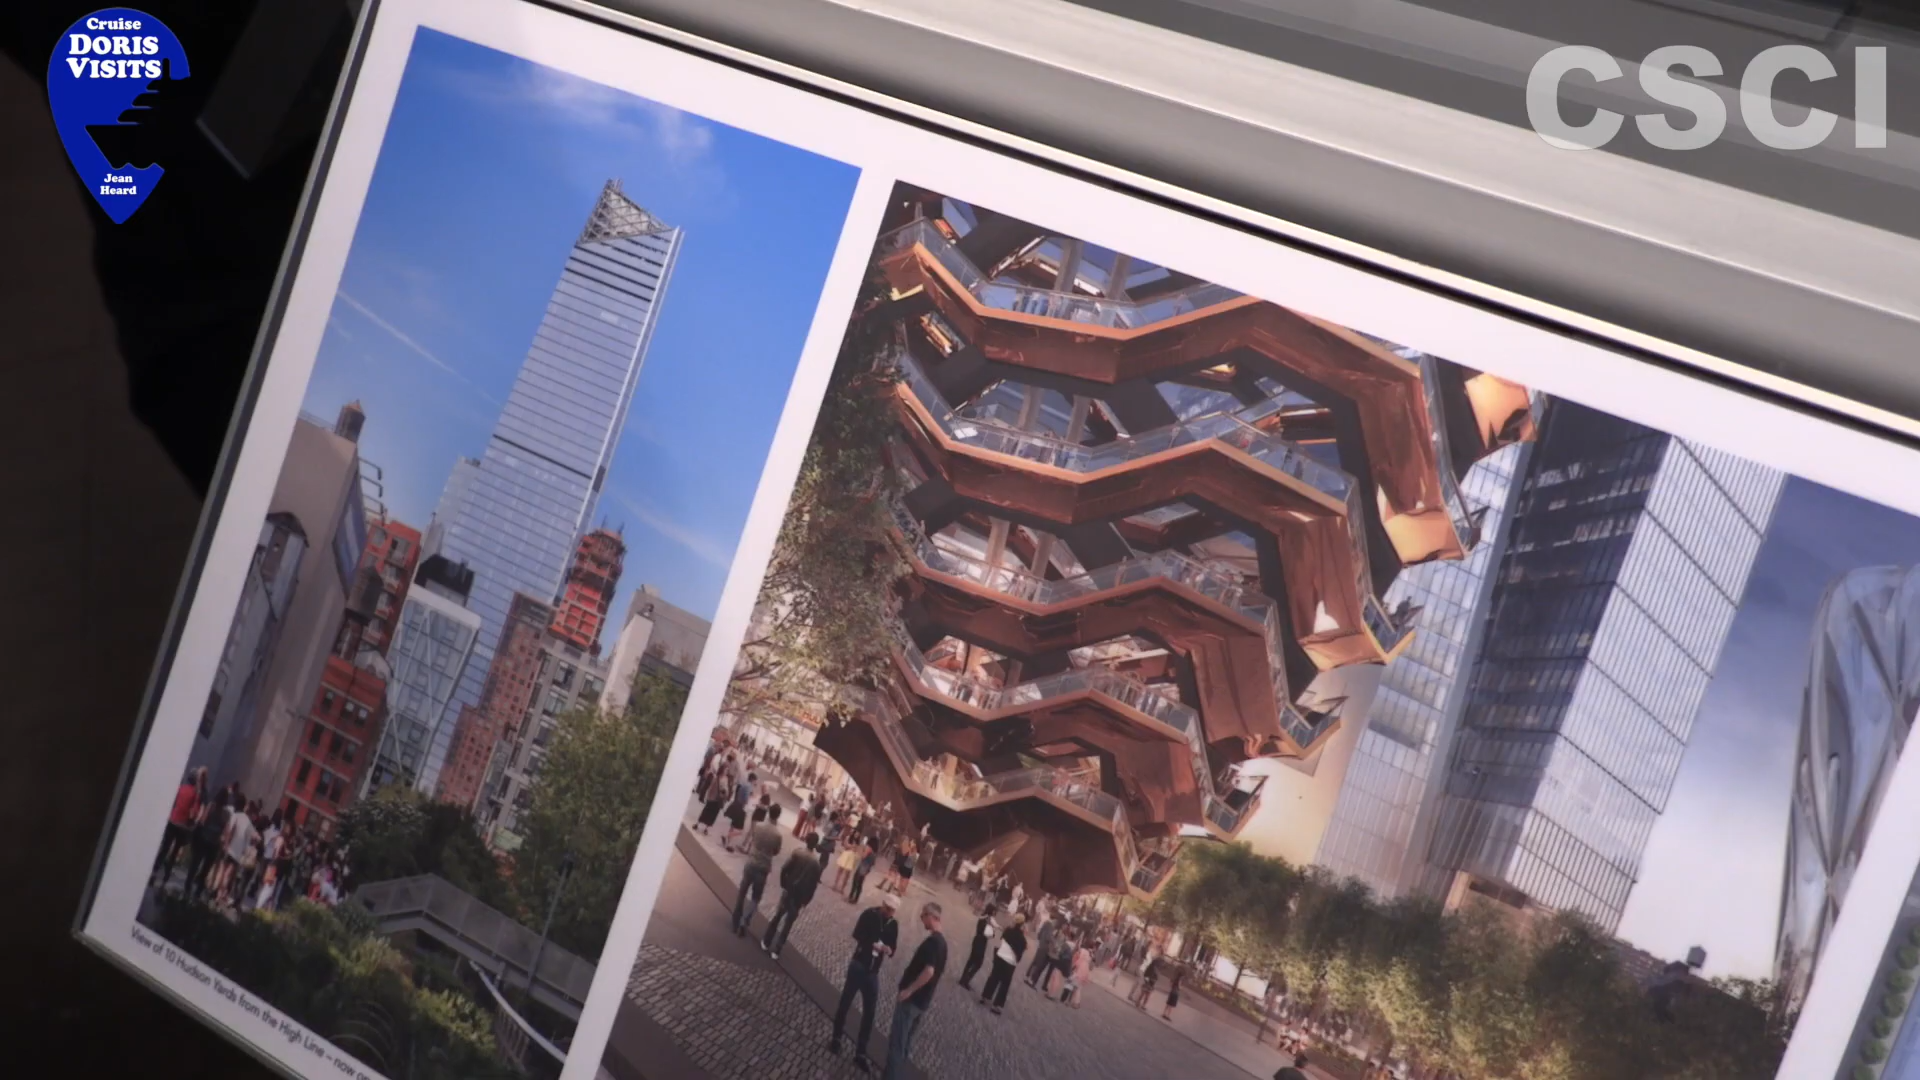 Cruise
DORIS
VISITS
Jean
Heard
CSCI
View of 10 Hudson Yards from the High Line – now